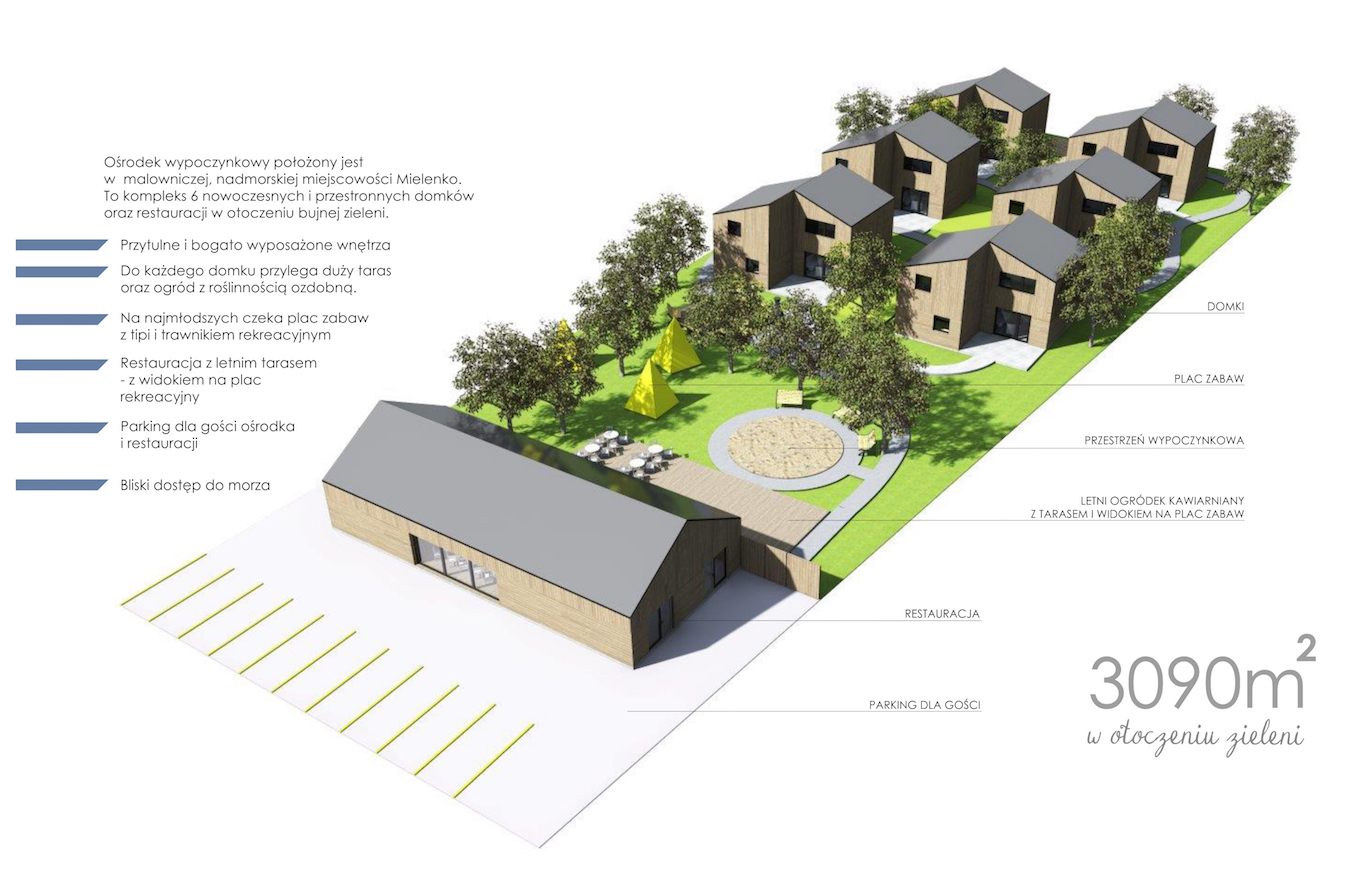 Ośrodek wypoczynkowy położony jest
w malowniczej, nadmorskiej miejscowości Mielenko.
To kompleks 6 nowoczesnych i przestronnych domków
oraz restauracji w otoczeniu bujnej zieleni.
Przytulne i bogato wyposażone wnętrza
Do każdego domku przylega duży taras
oraz ogród z roślinnością ozdobną.
Na najmłodszych czeka plac zabaw
z tipi i trawnikiem rekreacyjnym
Restauracja z letnim tarasem
- z widokiem na plac
rekreacyjny
Parking dla gości ośrodka
i restauracji
Bliski dostęp do morza
DOMKI
PLAC ZABAW
PRZESTRZEŃ WYPOCZYNKOWA
LETNI OGRÓDEK KAWIARNIANY
Z TARASEM I WIDOKIEM NA PLAC ZABAW
RESTAURACJA
PARKING DLA GOŚCI
3090m²
w otoczeniu zieleni